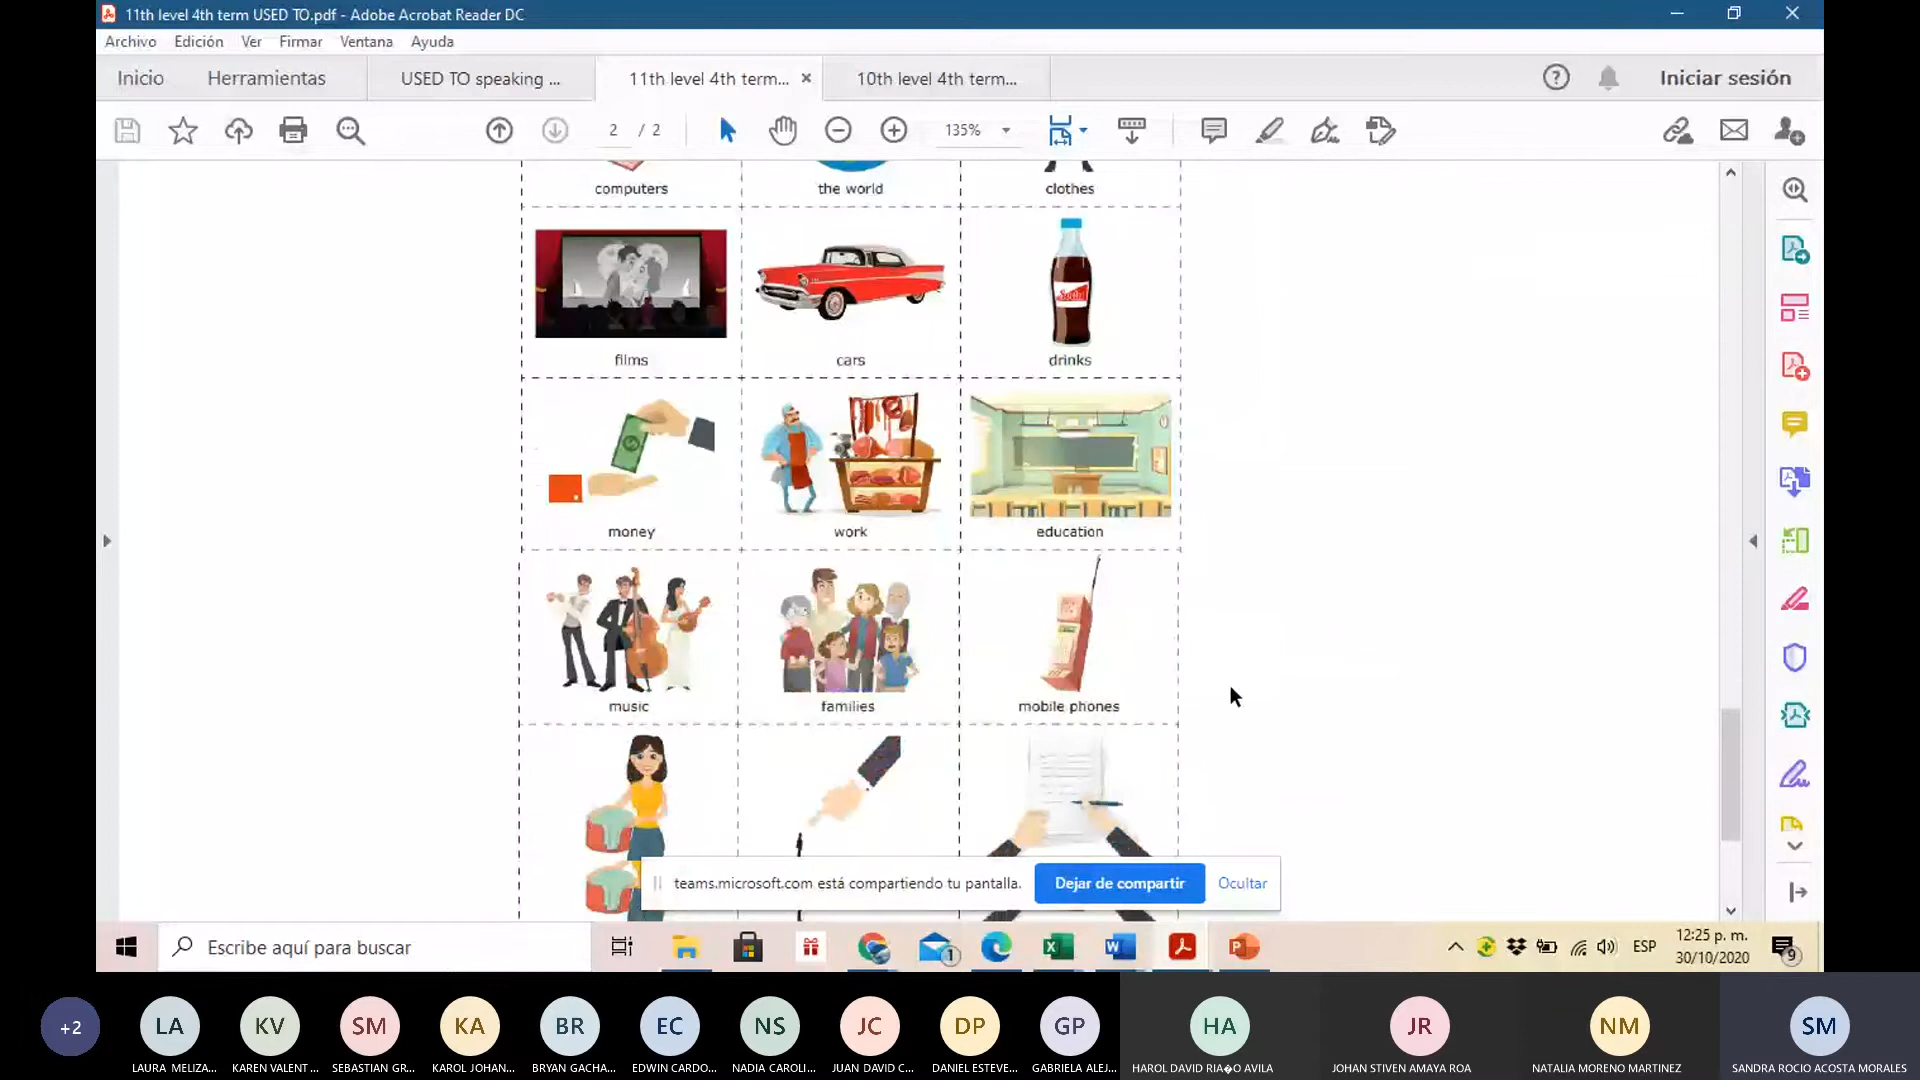 11th level 4th term USED TO.pdf - Adobe Acrobat Reader DC
Archivo Edición Ver Firmar Ventana Ayuda
Inicio Herramientas USED TO speaking ... 11th level 4th term... × 10th level 4th term... Iniciar sesión
2 / 2 135%
computers the world clothes
films cars drinks
money work education
music families mobile phones
teams.microsoft.com está compartiendo tu pantalla. Dejar de compartir Ocultar
Escribe aquí para buscar
1
ESP
12:25 p. m.
30/10/2020
9
+2 LA KV SM KA BR EC NS JC DP GP HA JR NM SM
LAURA MELIZA... KAREN VALENT... SEBASTIAN GR... KAROL JOHAN... BRYAN GACHA... EDWIN CARDO... NADIA CAROLI... JUAN DAVID C... DANIEL ESTEVE... GABRIELA ALEJ... HAROL DAVID RIA�O AVILA JOHAN STIVEN AMAYA ROA NATALIA MORENO MARTINEZ SANDRA ROCIO ACOSTA MORALES